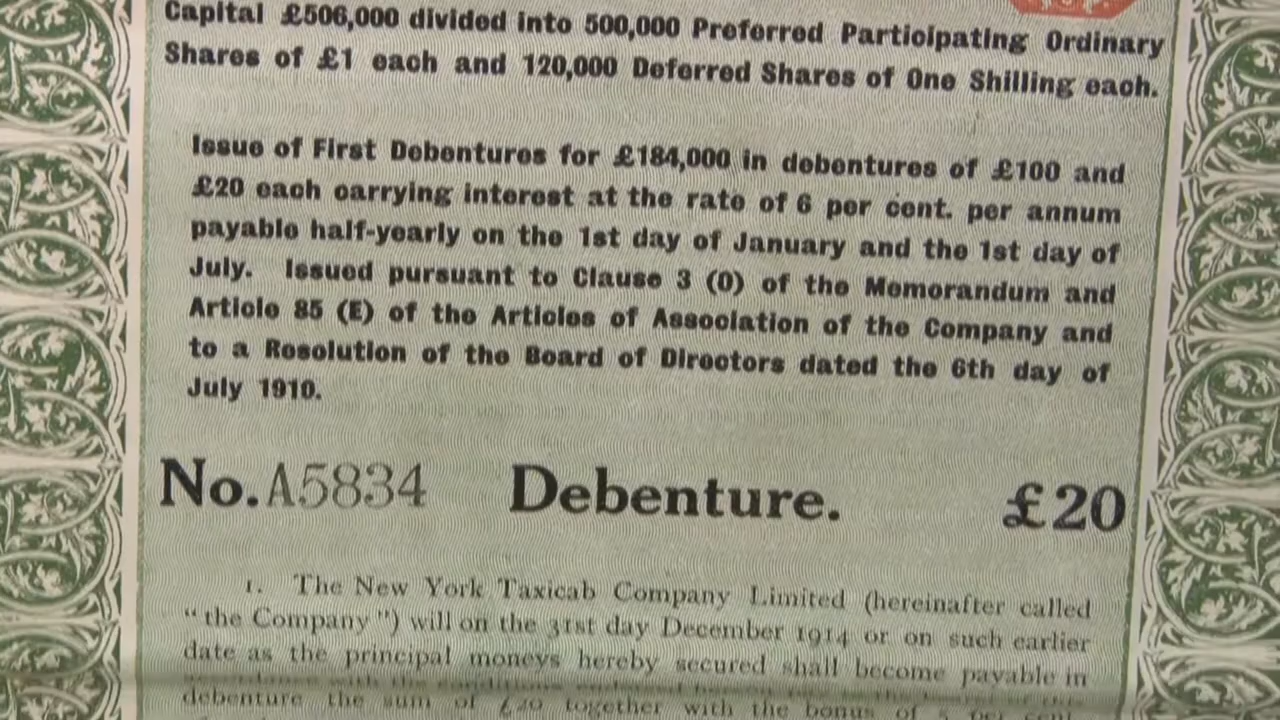 Capital £506,000 divided into 500,000 Preferred Participating Ordinary
Shares of £1 each and 120,000 Deferred Shares of One Shilling each.
Issue of First Debentures for £184,000 in debentures of £100 and
£20 each carrying interest at the rate of 6 per cent. per annum
payable half-yearly on the 1st day of January and the 1st day of
July. Issued pursuant to Clause 3 (O) of the Memorandum and
Article 85 (E) of the Articles of Association of the Company and
to a Resolution of the Board of Directors dated the 6th day of
July 1910.
No. A5834 Debenture. £20
1. The New York Taxicab Company Limited (hereinafter called
"the Company") will on the 31st day December 1914 or on such earlier
date as the principal moneys hereby secured shall become payable in
with the conditions
debenture the sum of £20 together with the bonus of 5 per cent.